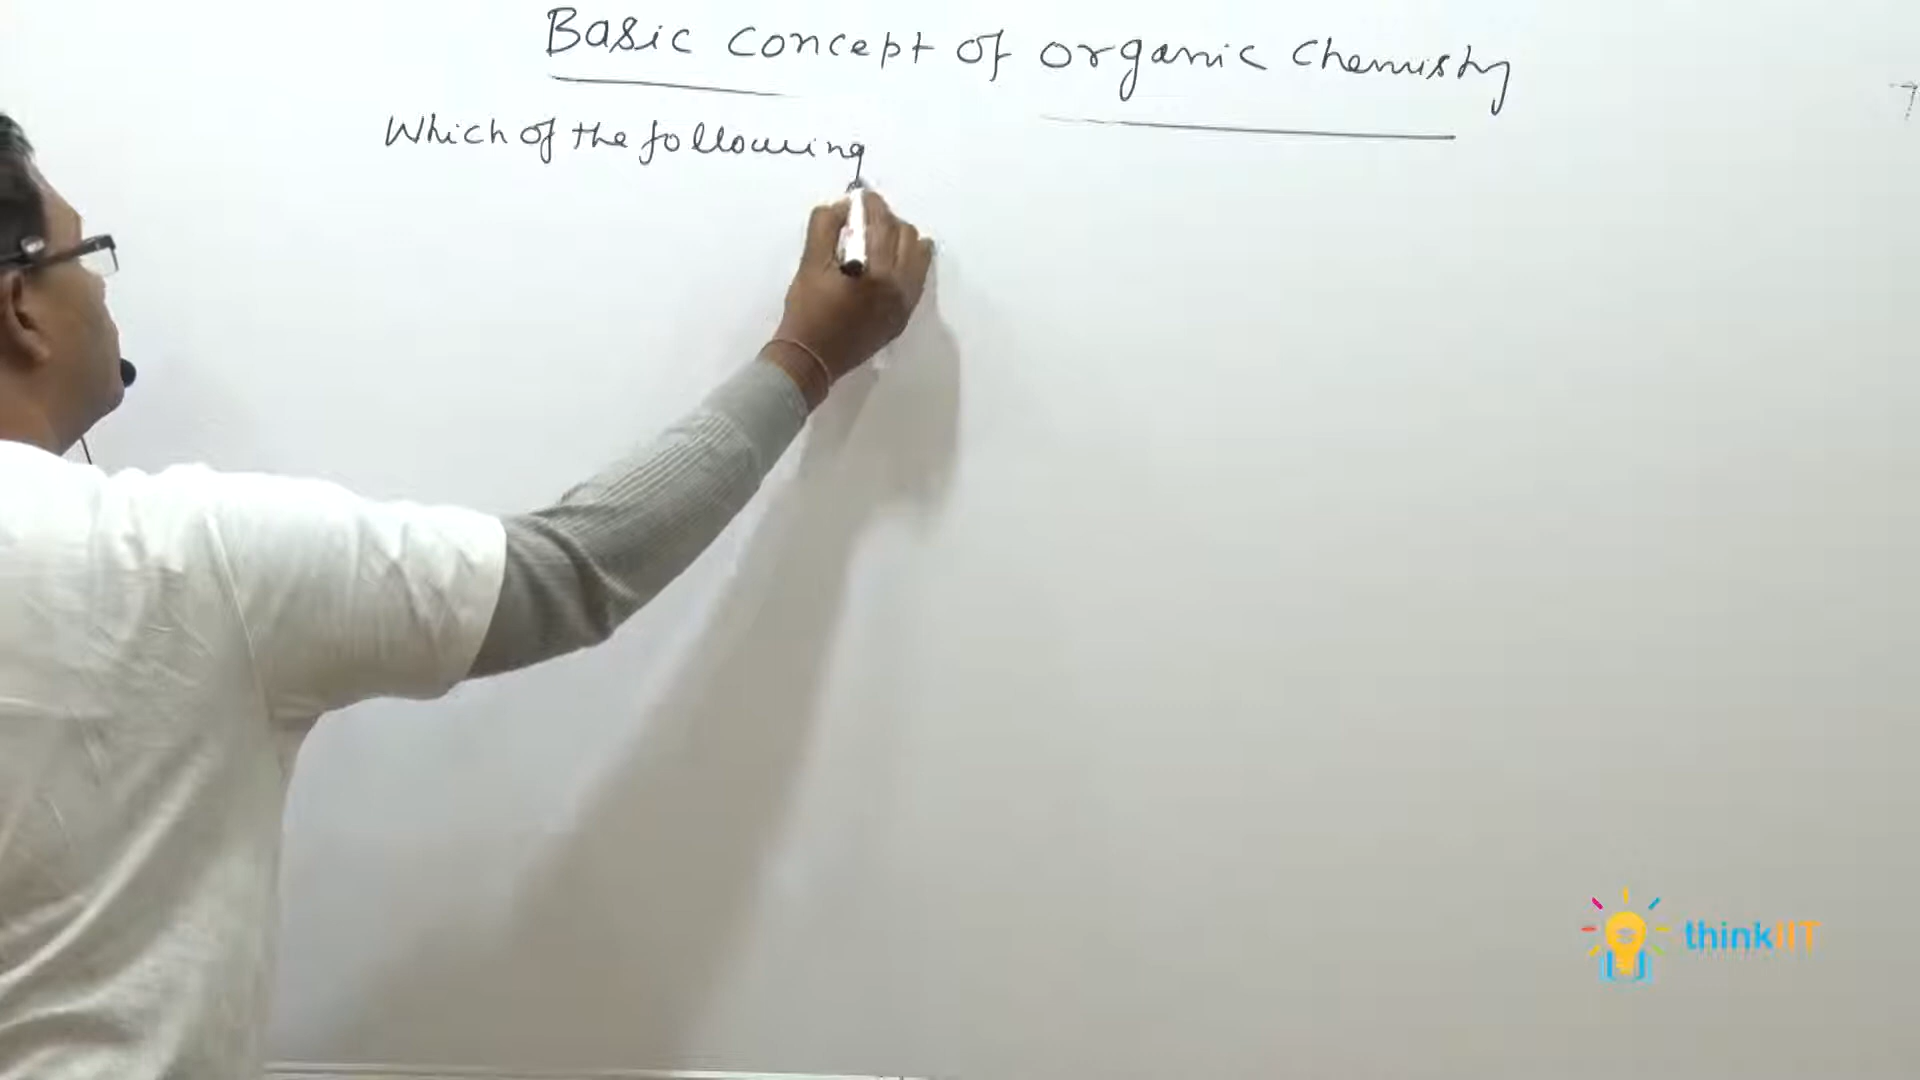 Basic concept of organic chemistry
Which of the following
thinkIIT